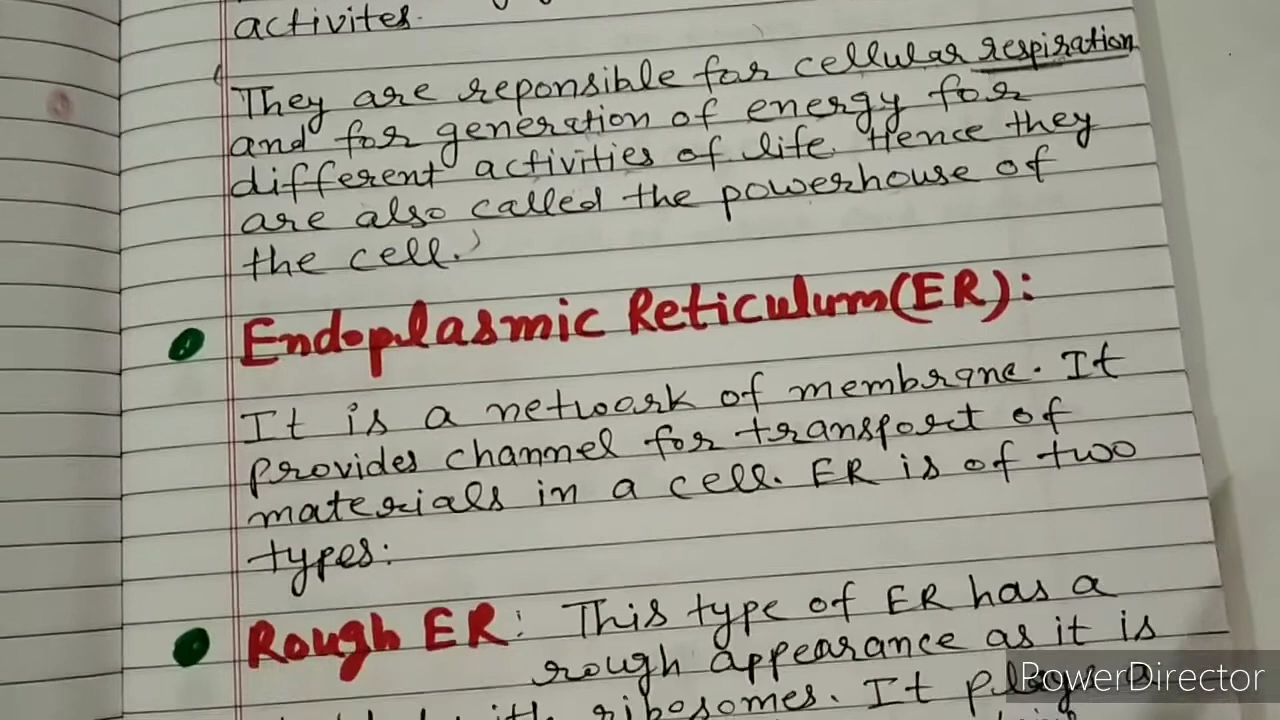 activites.
They are reponsible for cellular respiration
and for generation of energy for
different activities of life. Hence they
are also called the powerhouse of
the cell.
Endoplasmic Reticulum (ER):
It is a network of membrane. It
provides channel for transport of
materials in a cell. ER is of two
types:
Rough ER: This type of ER has a
rough appearance as it is
ribosomes. It plays a
PowerDirector